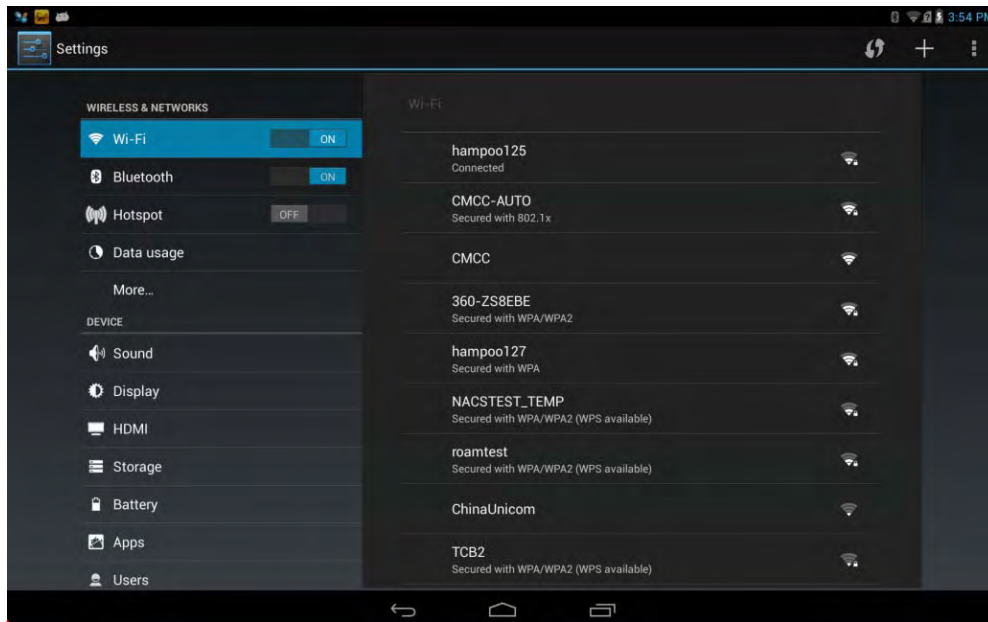 3:54 PM
Settings
WIRELESS & NETWORKS
Wi-Fi ON
Bluetooth ON
Hotspot OFF
Data usage
More...
DEVICE
Sound
Display
HDMI
Storage
Battery
Apps
Users
Wi-Fi
hampoo125
Connected
CMCC-AUTO
Secured with 802.1x
CMCC
360-ZS8EBE
Secured with WPA/WPA2
hampoo127
Secured with WPA
NACSTEST_TEMP
Secured with WPA/WPA2 (WPS available)
roamtest
Secured with WPA/WPA2 (WPS available)
ChinaUnicom
TCB2
Secured with WPA/WPA2 (WPS available)